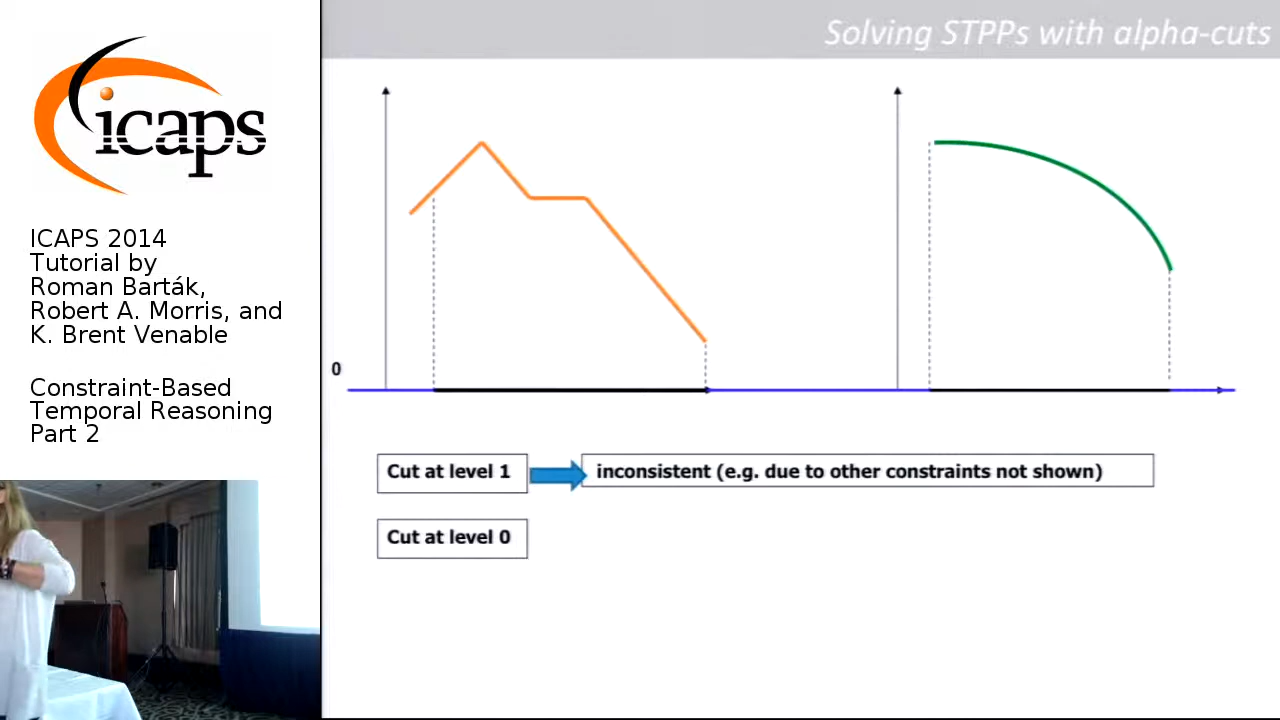 Solving STPPs with alpha-cuts
icaps
ICAPS 2014
Tutorial by
Roman Barták,
Robert A. Morris, and
K. Brent Venable
Constraint-Based
Temporal Reasoning
Part 2
0
Cut at level 1
inconsistent (e.g. due to other constraints not shown)
Cut at level 0